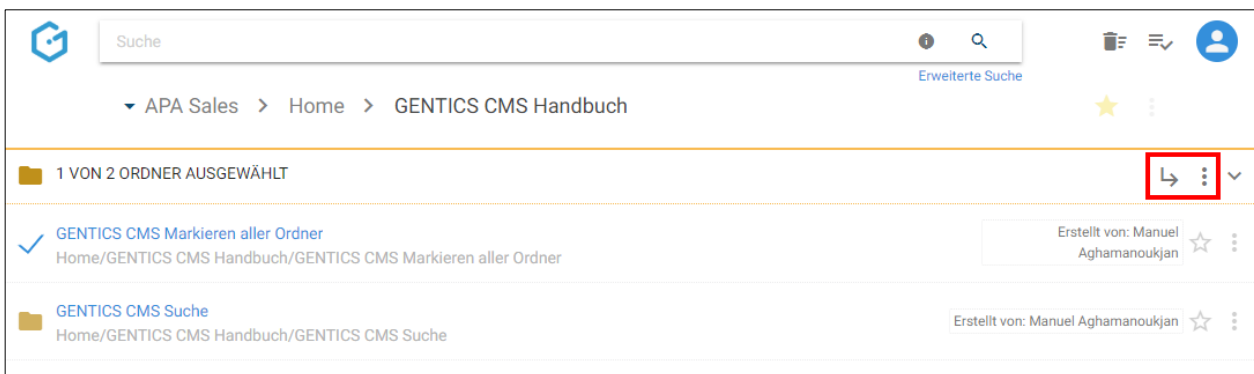 Suche
Erweiterte Suche
APA Sales > Home > GENTICS CMS Handbuch
1 VON 2 ORDNER AUSGEWÄHLT
GENTICS CMS Markieren aller Ordner
Home/GENTICS CMS Handbuch/GENTICS CMS Markieren aller Ordner
Erstellt von: Manuel
Aghamanoukjan
GENTICS CMS Suche
Home/GENTICS CMS Handbuch/GENTICS CMS Suche
Erstellt von: Manuel Aghamanoukjan